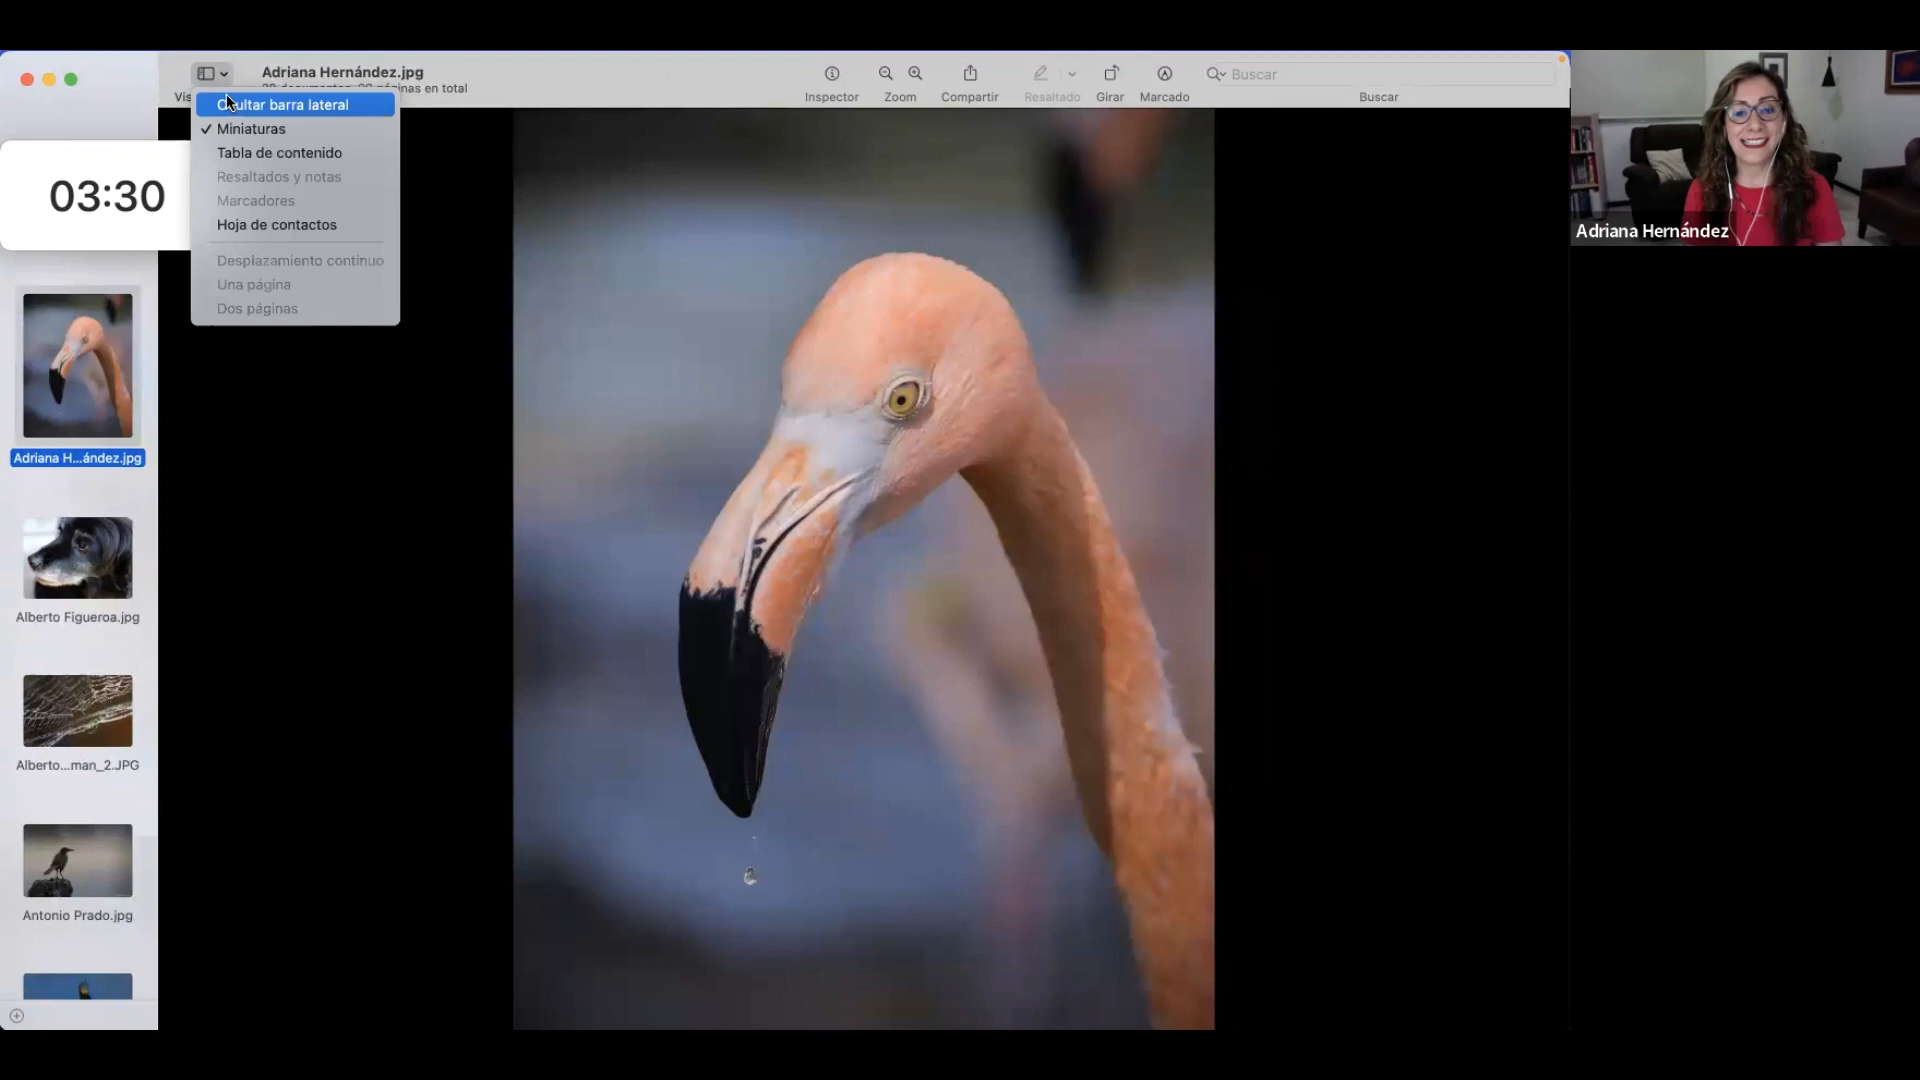 Adriana Hernández.jpg
páginas en total
Vis
Ocultar barra lateral
Miniaturas
Tabla de contenido
Resaltados y notas
Marcadores
Hoja de contactos
Desplazamiento continuo
Una página
Dos páginas
Inspector
Zoom
Compartir
Resaltado
Girar
Marcado
Buscar
Buscar
03:30
Adriana Hernández
Adriana H...ández.jpg
Alberto Figueroa.jpg
Alberto...man_2.JPG
Antonio Prado.jpg